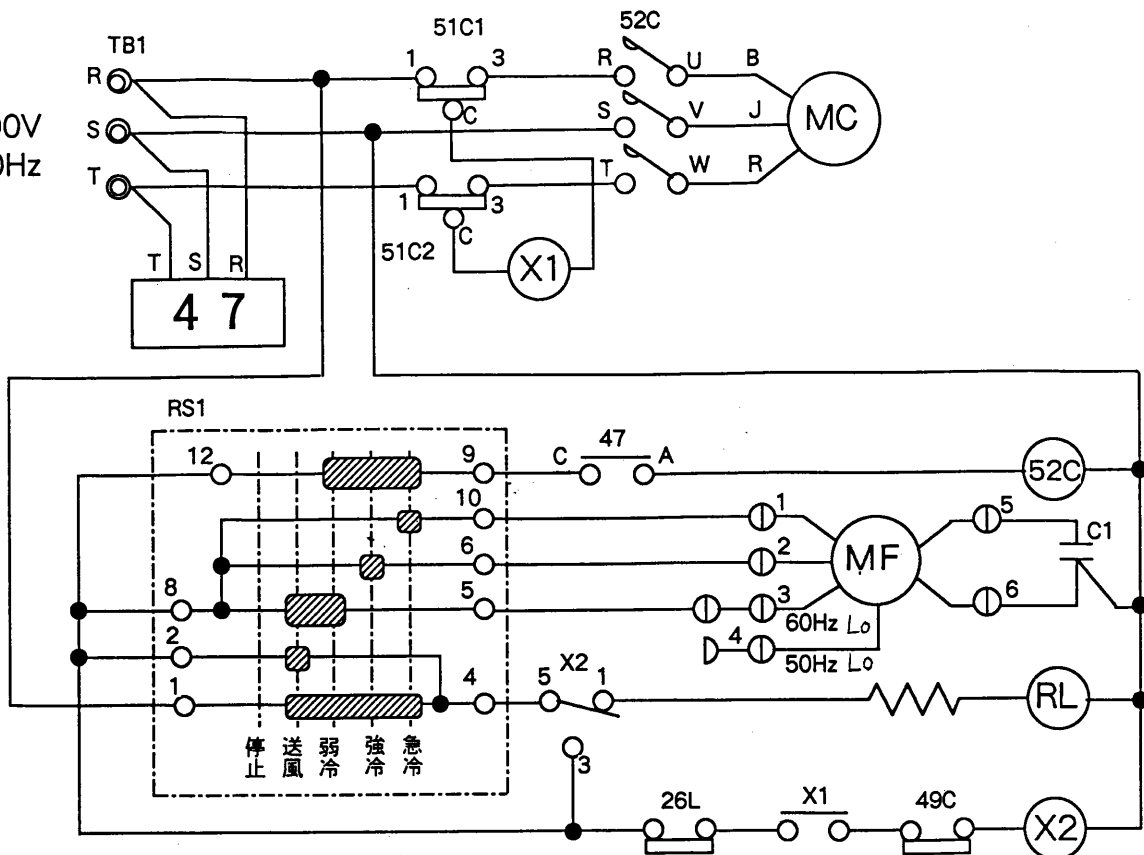 51C1
52C
TB1
R
1
3
R
U
B
C
MC
00V
S
S
V
J
0Hz
T
T
W
R
1
3
C
51C2
X1
T
S
R
4 7
RS1
12
9
C
47
A
52C
10
1
5
C1
6
2
MF
8
5
3
60Hz Lo
6
4
50Hz Lo
2
X2
1
4
5
1
RL
停止
送風
弱冷
強冷
急冷
3
26L
X1
49C
X2